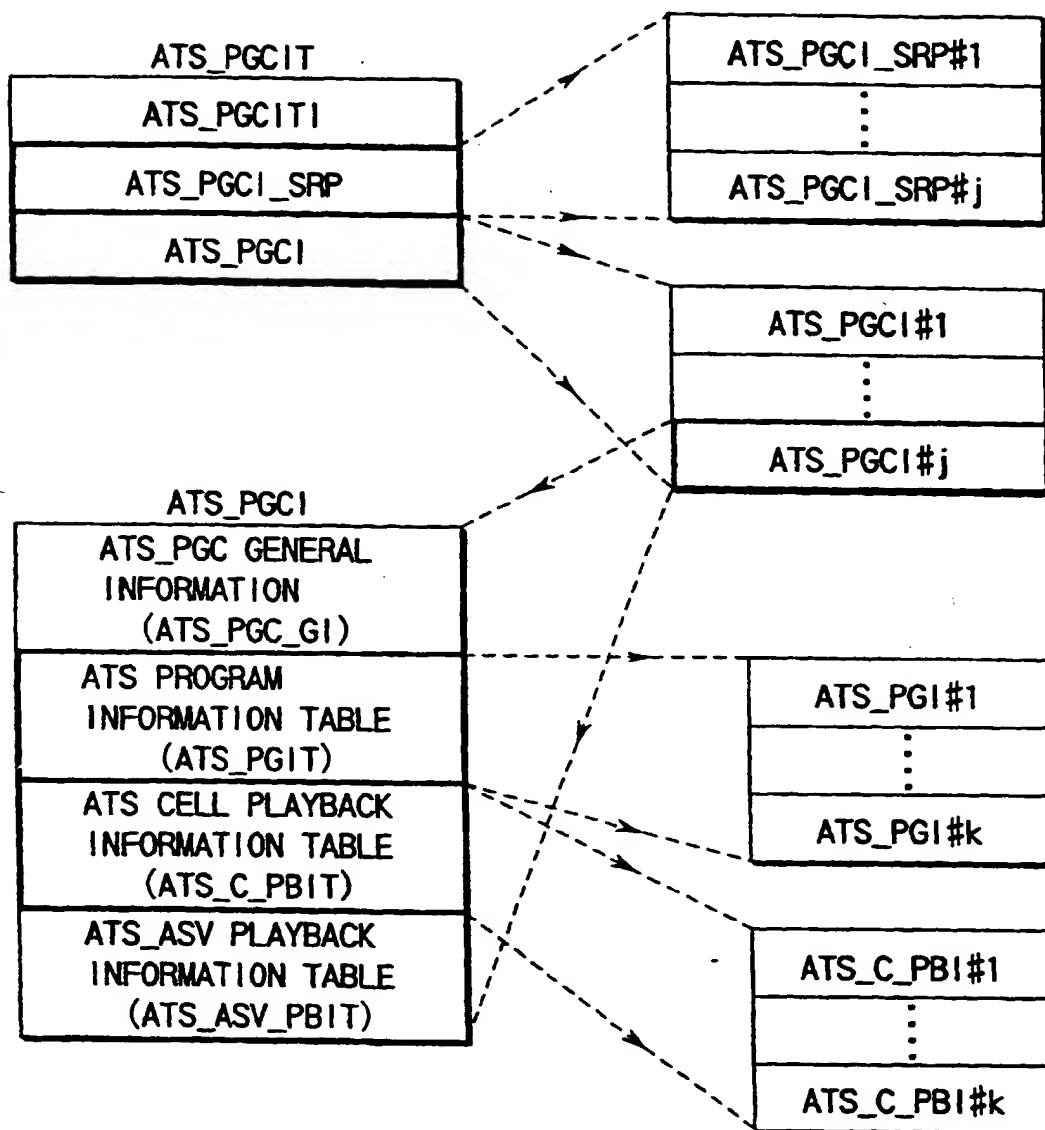 ATS_PGCIT
ATS_PGCITI
ATS_PGCI_SRP
ATS_PGCI
ATS_PGCI_SRP#1
ATS_PGCI_SRP#j
ATS_PGCI#1
ATS_PGCI#j
ATS_PGCI
ATS_PGC GENERAL
INFORMATION
(ATS_PGC_GI)
ATS PROGRAM
INFORMATION TABLE
(ATS_PGIT)
ATS CELL PLAYBACK
INFORMATION TABLE
(ATS_C_PBIT)
ATS_ASV PLAYBACK
INFORMATION TABLE
(ATS_ASV_PBIT)
ATS_PGI#1
ATS_PGI#k
ATS_C_PBI#1
ATS_C_PBI#k